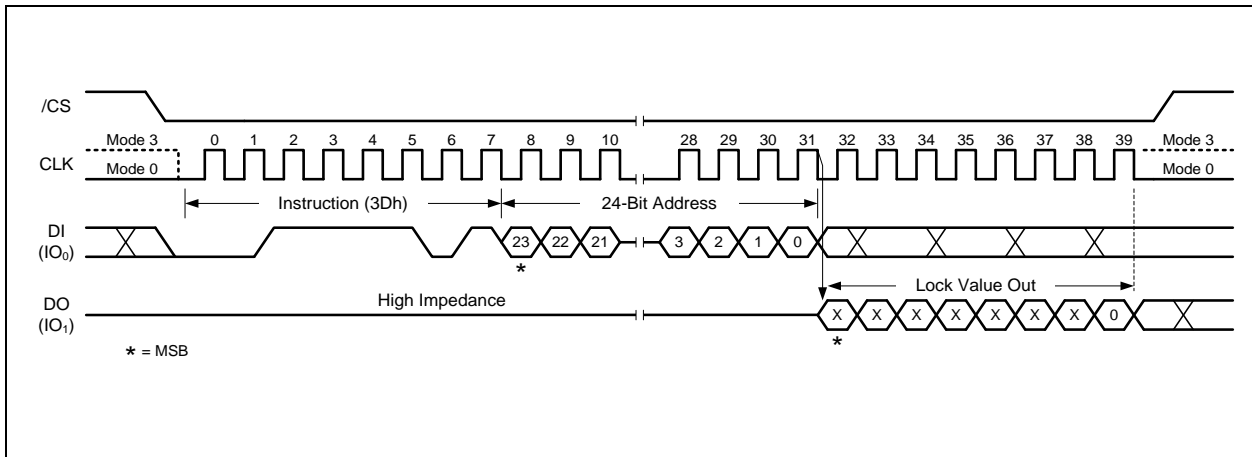 /CS
Mode 3 0 1 2 3 4 5 6 7 8 9 10 28 29 30 31 32 33 34 35 36 37 38 39 Mode 3
CLK Mode 0 Mode 0
Instruction (3Dh) 24-Bit Address
DI
(IO₀)
23 22 21 3 2 1 0
*
Lock Value Out
DO
(IO₁)
High Impedance
X X X X X X X 0
*
* = MSB